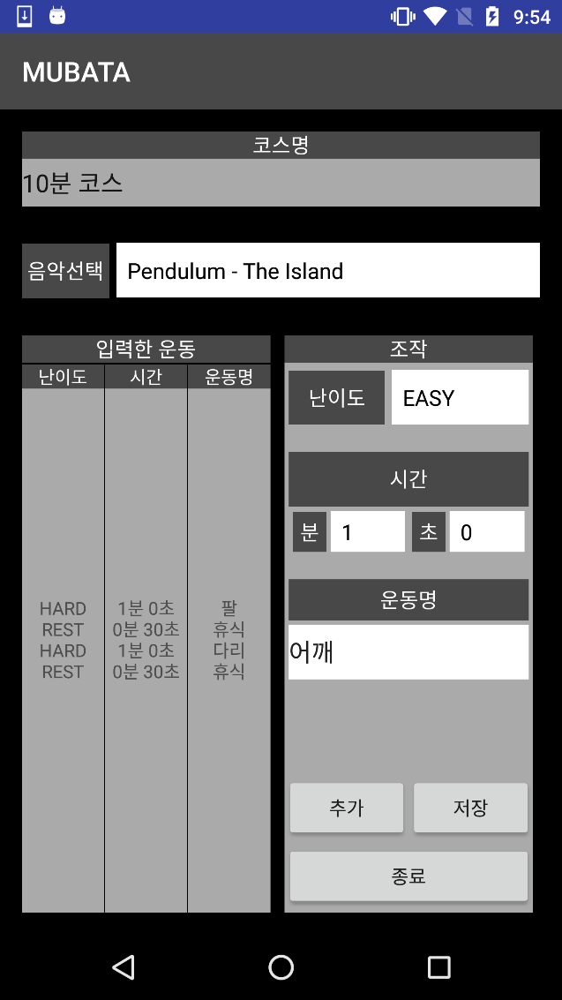 9:54
MUBATA
코스명
10분 코스
음악선택 Pendulum - The Island
입력한 운동
난이도 시간 운동명
HARD 1분 0초 팔
REST 0분 30초 휴식
HARD 1분 0초 다리
REST 0분 30초 휴식
조작
난이도 EASY
시간
분 1 초 0
운동명
어깨
추가 저장
종료